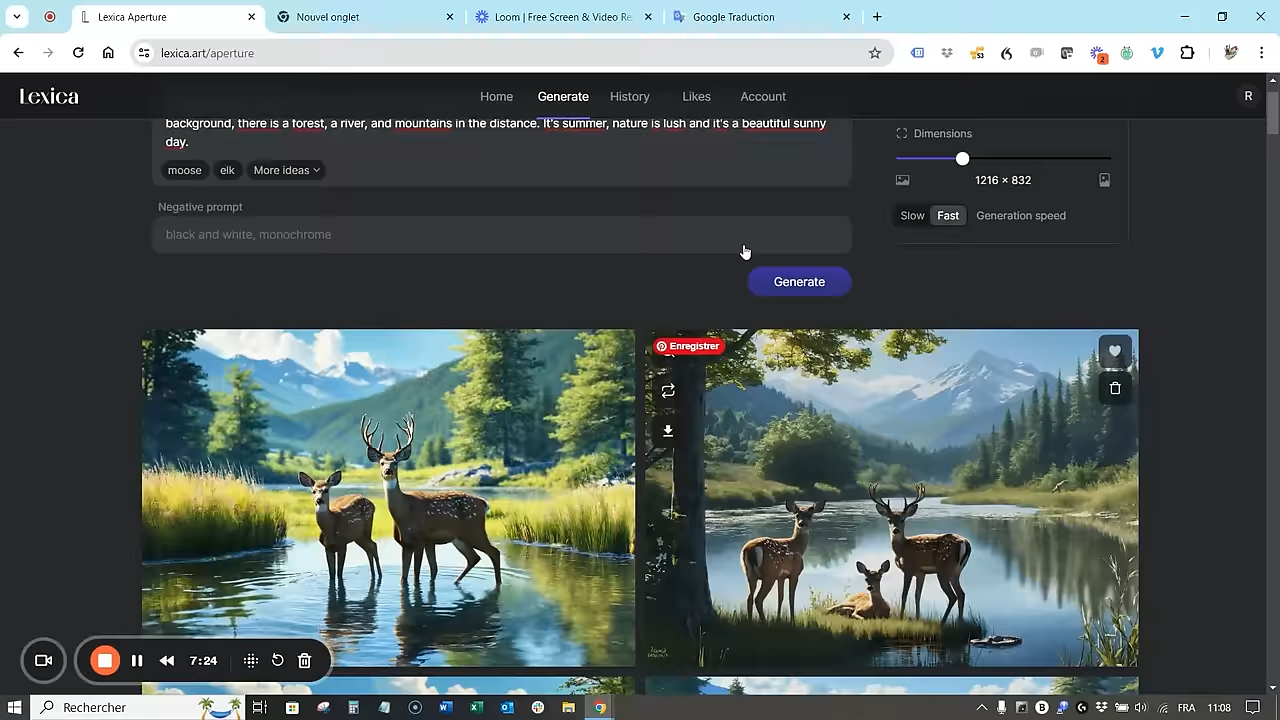 Lexica Aperture
Nouvel onglet
Loom | Free Screen & Video Re
Google Traduction
lexica.art/aperture
S3
2
Lexica
Home
Generate
History
Likes
Account
R
background, there is a forest, a river, and mountains in the distance. It's summer, nature is lush and it's a beautiful sunny
day.
moose
elk
More ideas
Negative prompt
black and white, monochrome
Generate
Dimensions
1216 × 832
Slow
Fast
Generation speed
Enregistrer
7:24
Rechercher
FRA
11:08